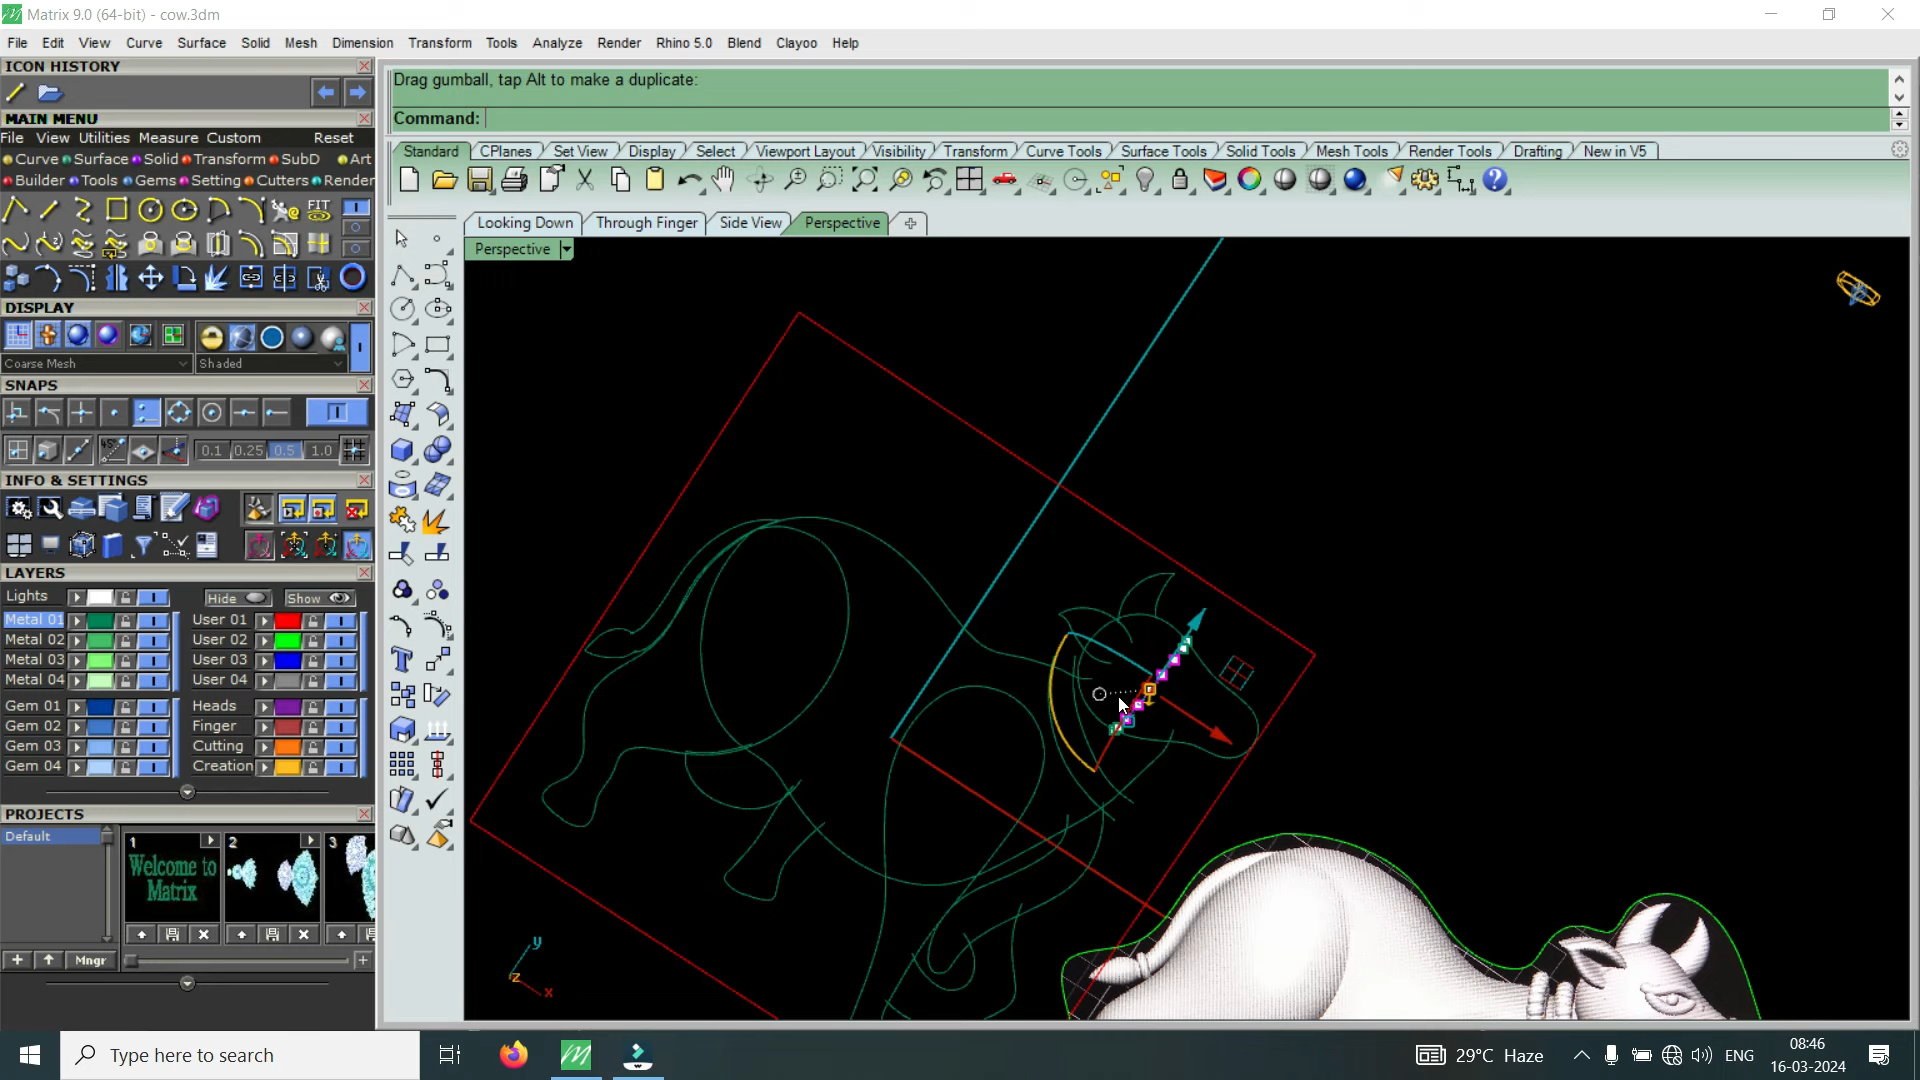 Matrix 9.0 (64-bit) - cow.3dm
File Edit View Curve Surface Solid Mesh Dimension Transform Tools Analyze Render Rhino 5.0 Blend Clayoo Help
ICON HISTORY
Drag gumball, tap Alt to make a duplicate:
Command:
MAIN MENU
File View Utilities Measure Custom Reset
Curve Surface Solid Transform SubD Art
Builder Tools Gems Setting Cutters Render
Standard CPlanes Set View Display Select Viewport Layout Visibility Transform Curve Tools Surface Tools Solid Tools Mesh Tools Render Tools Drafting New in V5
FIT
Looking Down Through Finger Side View Perspective
Perspective
DISPLAY
Coarse Mesh Shaded
SNAPS
0.1 0.25 0.5 1.0
INFO & SETTINGS
LAYERS
Lights Hide Show
Metal 01 User 01
Metal 02 User 02
Metal 03 User 03
Metal 04 User 04
Gem 01 Heads
Gem 02 Finger
Gem 03 Cutting
Gem 04 Creation
PROJECTS
Default
1 2 3
Welcome to
Matrix
Mngr
y
z
x
Type here to search
29°C Haze
ENG
08:46
16-03-2024